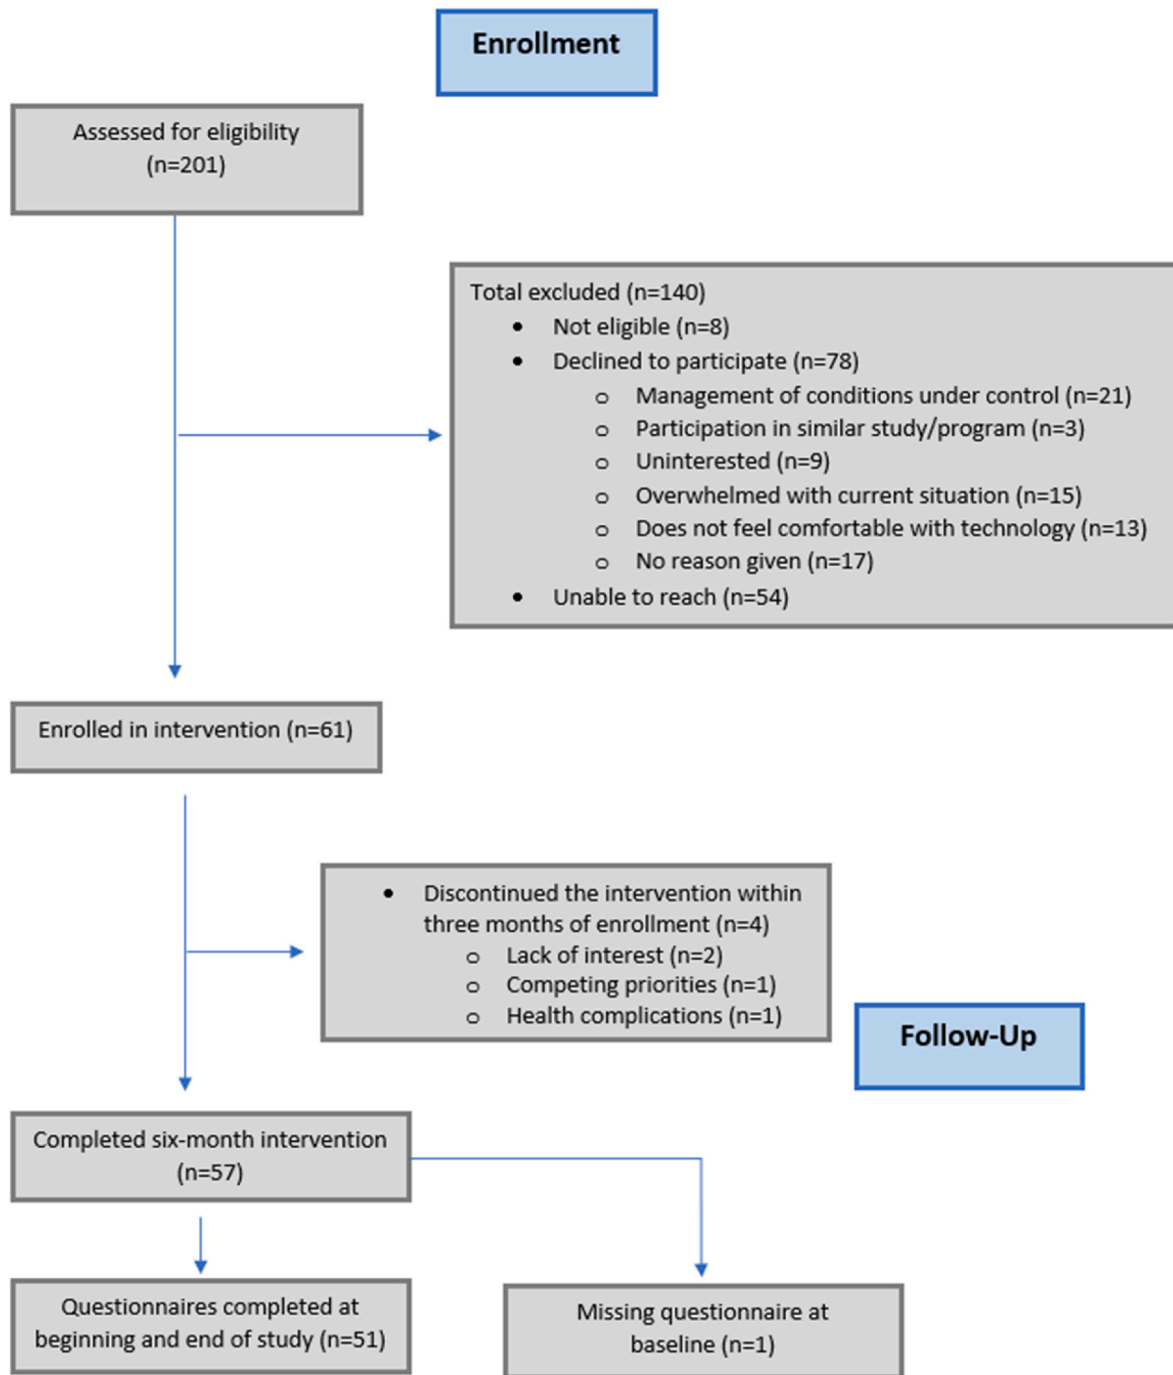 Enrollment
Assessed for eligibility
(n=201)
Total excluded (n=140)
• Not eligible (n=8)
• Declined to participate (n=78)
o Management of conditions under control (n=21)
o Participation in similar study/program (n=3)
o Uninterested (n=9)
o Overwhelmed with current situation (n=15)
o Does not feel comfortable with technology (n=13)
o No reason given (n=17)
• Unable to reach (n=54)
Enrolled in intervention (n=61)
• Discontinued the intervention within
three months of enrollment (n=4)
o Lack of interest (n=2)
o Competing priorities (n=1)
o Health complications (n=1)
Follow-Up
Completed six-month intervention
(n=57)
Questionnaires completed at
beginning and end of study (n=51)
Missing questionnaire at
baseline (n=1)